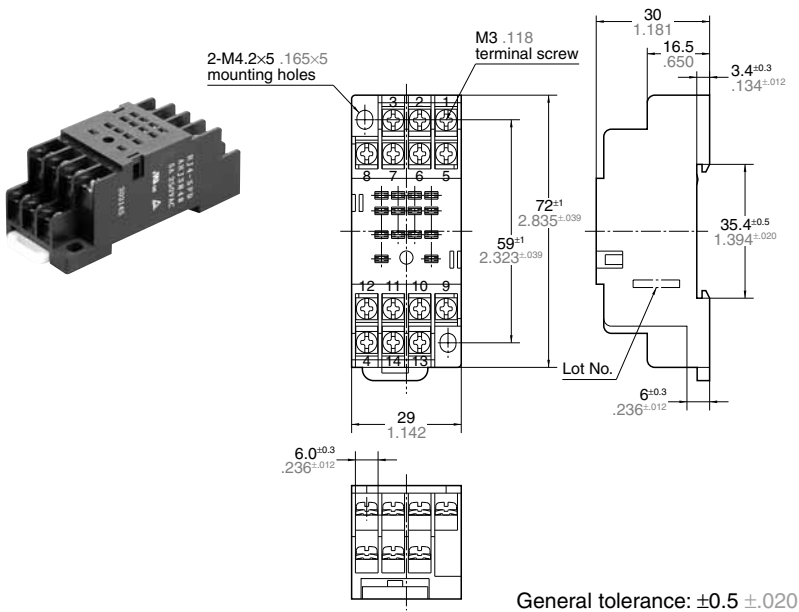 2-M4.2×5 .165×5
mounting holes
M3 .118
terminal screw
30
1.181
16.5
.650
3.4±0.3
.134±.012
3 2 1
8 7 6 5
72±1
2.835±.039
59±1
2.323±.039
35.4±0.5
1.394±.020
12 11 10 9
4 14 13
Lot No.
6±0.3
.236±.012
29
1.142
6.0±0.3
.236±.012
General tolerance: ±0.5 ±.020